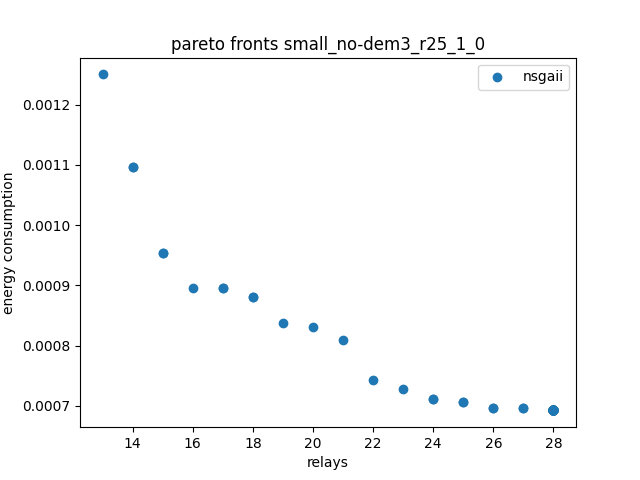 pareto fronts small_no-dem3_r25_1_0
nsgaii
0.0012
0.0011
0.0010
0.0009
0.0008
0.0007
energy consumption
14 16 18 20 22 24 26 28
relays